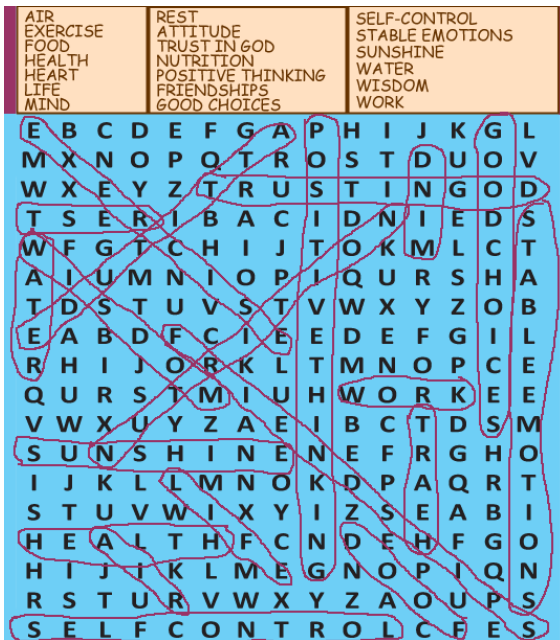 AIR
EXERCISE
FOOD
HEALTH
HEART
LIFE
MIND
REST
ATTITUDE
TRUST IN GOD
NUTRITION
POSITIVE THINKING
FRIENDSHIPS
GOOD CHOICES
SELF-CONTROL
STABLE EMOTIONS
SUNSHINE
WATER
WISDOM
WORK
E B C D E F G A P H I J K G L
M X N O P Q T R O S T D U O V
W X E Y Z T R U S T I N G O D
T S E R I B A C I D N I E D S
W F G T C H I J T O K M L C T
A I U M N I O P I Q U R S H A
T D S T U V S T V W X Y Z O B
E A B D F C I E E D E F G I L
R H I J O R K L T M N O P C E
Q U R S T M I U H W O R K E E
V W X U Y Z A E I B C T D S M
S U N S H I N E N E F R G H O
I J K L L M N O K D P A Q R T
S T U V W I X Y I Z S E A B I
H E A L T H F C N D E H F G O
H I J I K L M E G N O P I Q N
R S T U R V W X Y Z A O U P S
S E L F C O N T R O L C F E S